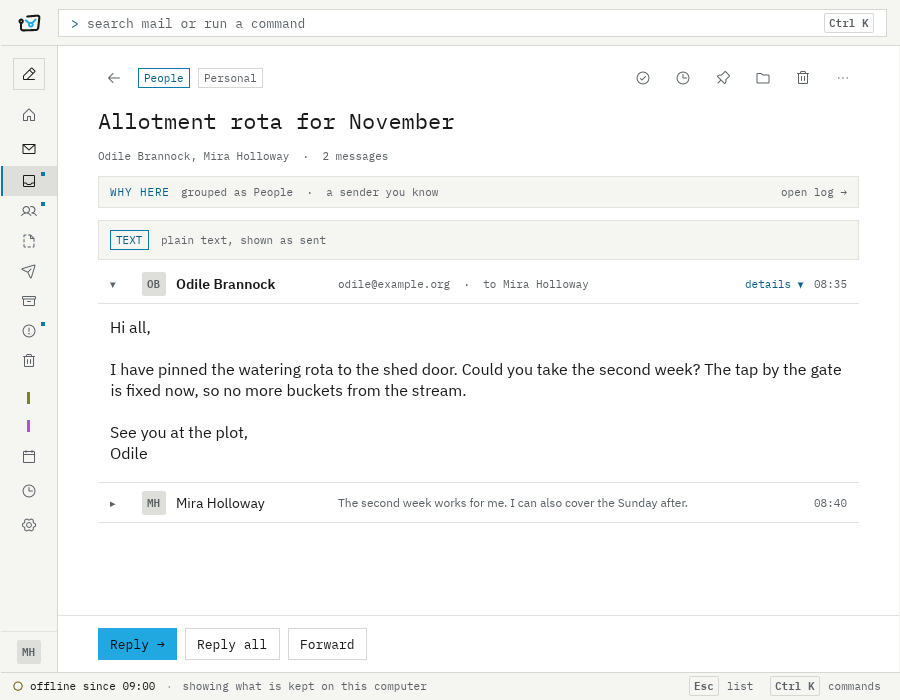 > search mail or run a command Ctrl K
People Personal
Allotment rota for November
Odile Brannock, Mira Holloway · 2 messages
WHY HERE grouped as People · a sender you know open log →
TEXT plain text, shown as sent
▾ OB Odile Brannock odile@example.org · to Mira Holloway details ▾ 08:35
Hi all,
I have pinned the watering rota to the shed door. Could you take the second week? The tap by the gate
is fixed now, so no more buckets from the stream.
See you at the plot,
Odile
▸ MH Mira Holloway The second week works for me. I can also cover the Sunday after. 08:40
Reply → Reply all Forward
MH
offline since 09:00 · showing what is kept on this computer Esc list Ctrl K commands